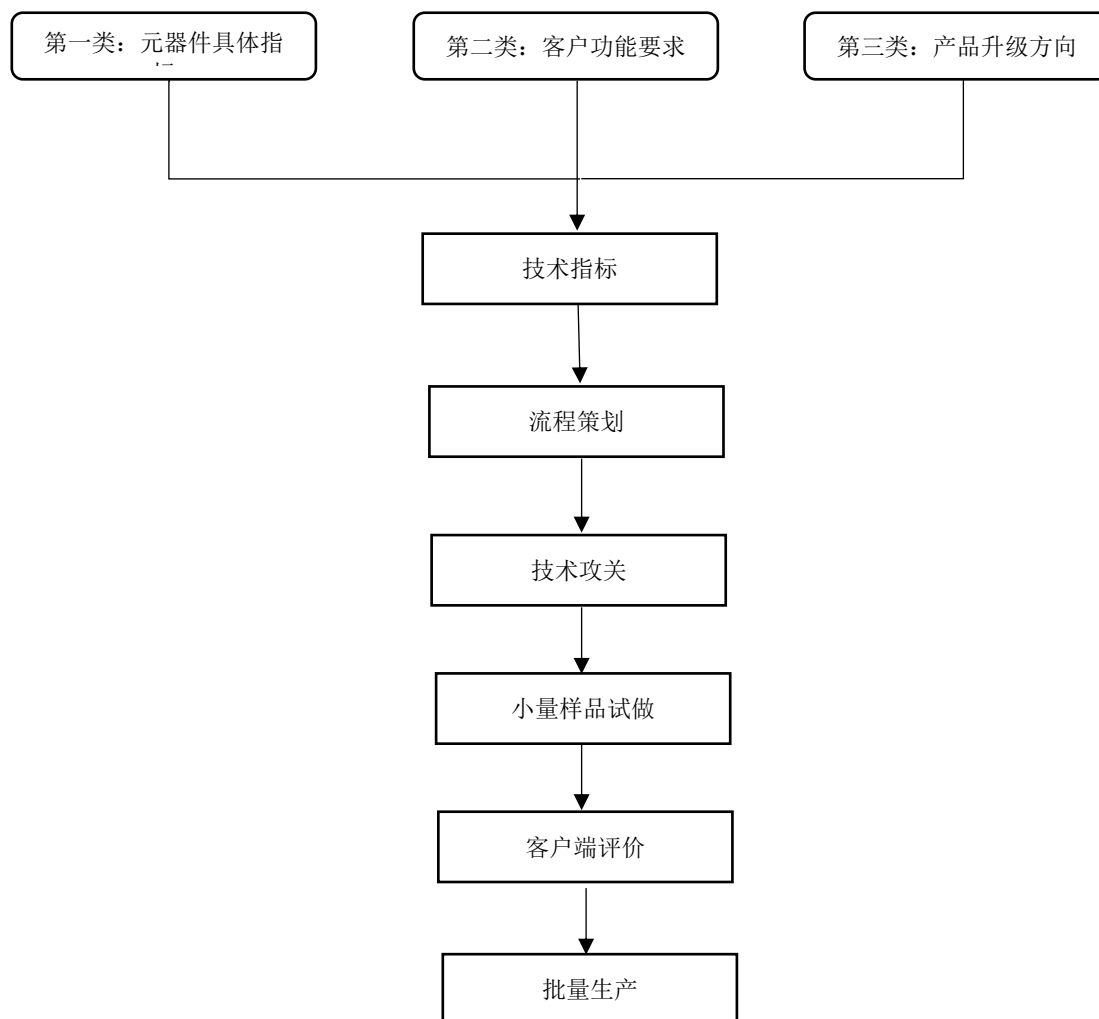 第一类：元器件具体指
第二类：客户功能要求
第三类：产品升级方向
技术指标
流程策划
技术攻关
小量样品试做
客户端评价
批量生产